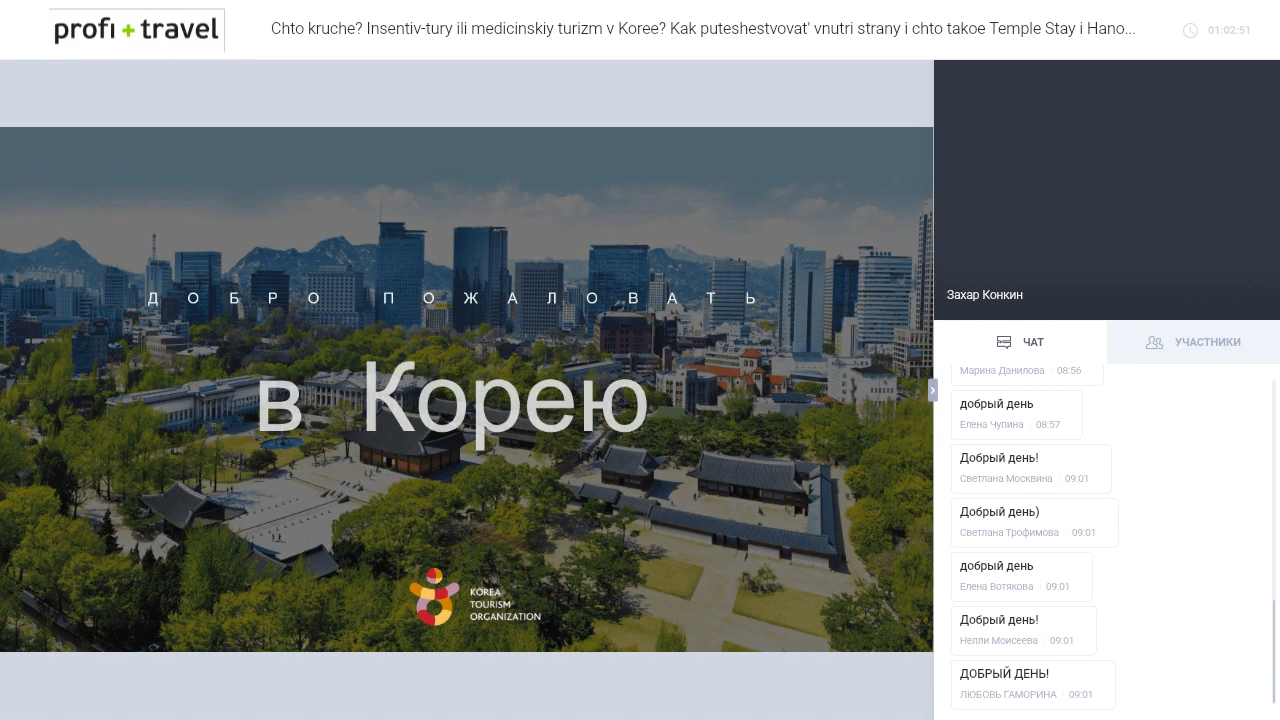 profi+travel
Chto kruche? Insentiv-tury ili medicinskiy turizm v Koree? Kak puteshestvovat' vnutri strany i chto takoe Temple Stay i Hano...
01:02:51
ДОБРО ПОЖАЛОВАТЬ
в Корею
KOREA
TOURISM
ORGANIZATION
Захар Конкин
ЧАТ
УЧАСТНИКИ
Марина Данилова 08:56
добрый день
Елена Чупина 08:57
Добрый день!
Светлана Москвина 09:01
Добрый день)
Светлана Трофимова 09:01
добрый день
Елена Вотякова 09:01
Добрый день!
Нелли Моисеева 09:01
ДОБРЫЙ ДЕНЬ!
ЛЮБОВЬ ГАМОРИНА 09:01